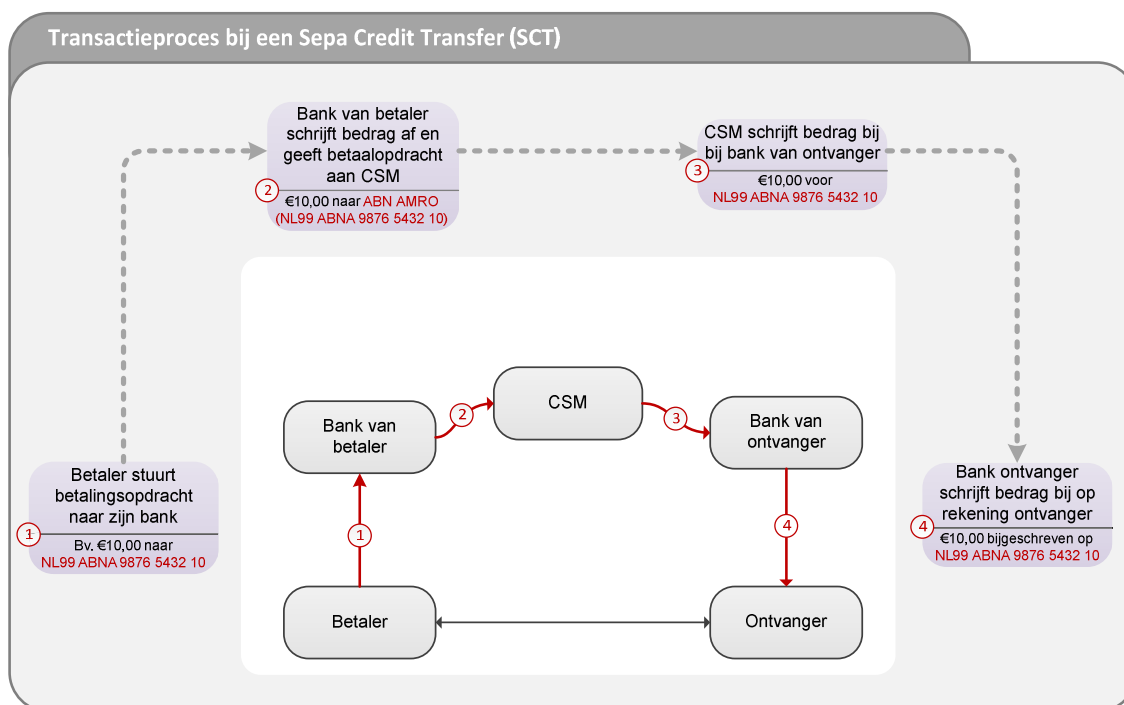 Transactieproces bij een Sepa Credit Transfer (SCT)
Bank van betaler
schrijft bedrag af en
geeft betaalopdracht
aan CSM
2
€10,00 naar ABN AMRO
(NL99 ABNA 9876 5432 10)
CSM schrijft bedrag bij
bij bank van ontvanger
3
€10,00 voor
NL99 ABNA 9876 5432 10
Betaler stuurt
betalingsopdracht
naar zijn bank
1
Bv. €10,00 naar
NL99 ABNA 9876 5432 10
Bank ontvanger
schrijft bedrag bij op
rekening ontvanger
4
€10,00 bijgeschreven op
NL99 ABNA 9876 5432 10
CSM
2
3
Bank van
betaler
Bank van
ontvanger
1
4
Betaler
Ontvanger